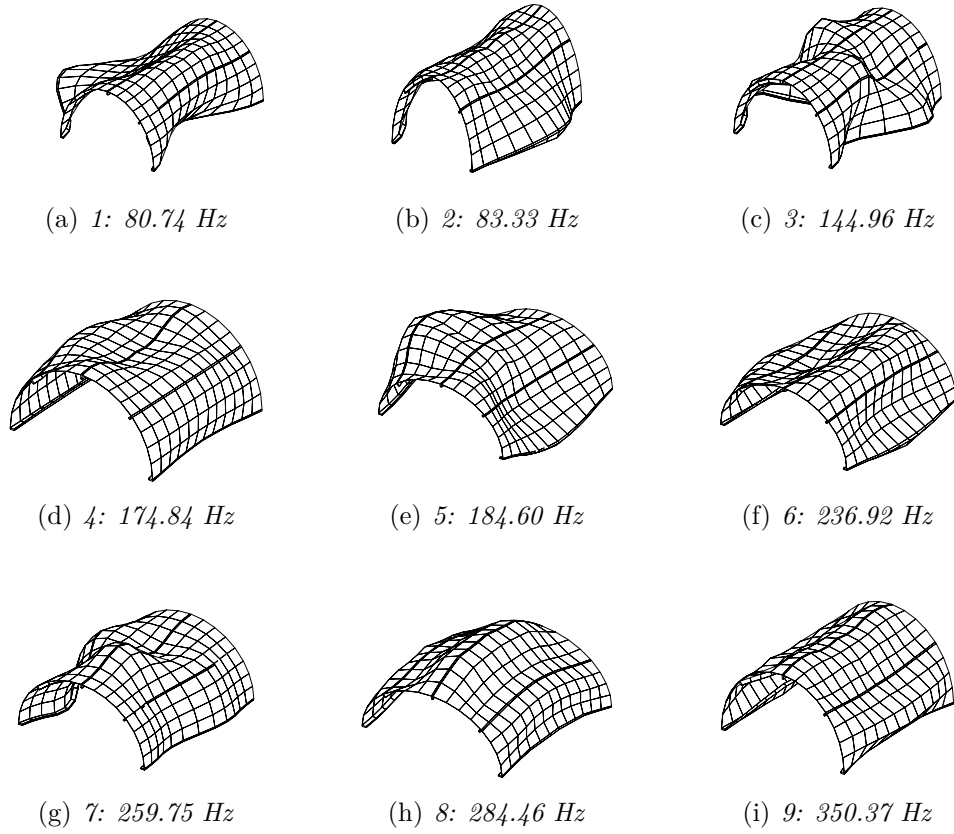 (a) 1: 80.74 Hz
(b) 2: 83.33 Hz
(c) 3: 144.96 Hz
(d) 4: 174.84 Hz
(e) 5: 184.60 Hz
(f) 6: 236.92 Hz
(g) 7: 259.75 Hz
(h) 8: 284.46 Hz
(i) 9: 350.37 Hz